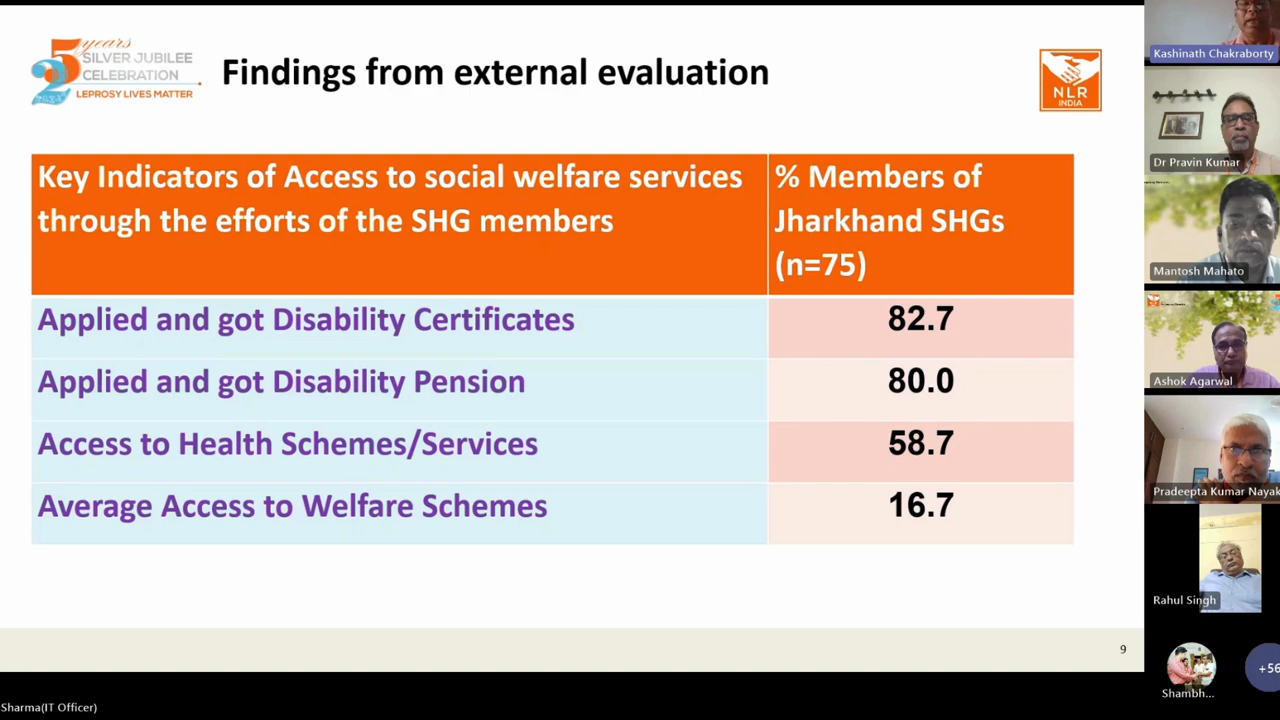 years
25
SILVER JUBILEE
CELEBRATION
LEPROSY LIVES MATTER
Findings from external evaluation
NLR
INDIA
Key Indicators of Access to social welfare services
through the efforts of the SHG members
% Members of
Jharkhand SHGs
(n=75)
Applied and got Disability Certificates
82.7
Applied and got Disability Pension
80.0
Access to Health Schemes/Services
58.7
Average Access to Welfare Schemes
16.7
9
Kashinath Chakraborty
Dr Pravin Kumar
Mantosh Mahato
Ashok Agarwal
Pradeepta Kumar Nayak
Rahul Singh
Shambh...
+56
Sharma(IT Officer)